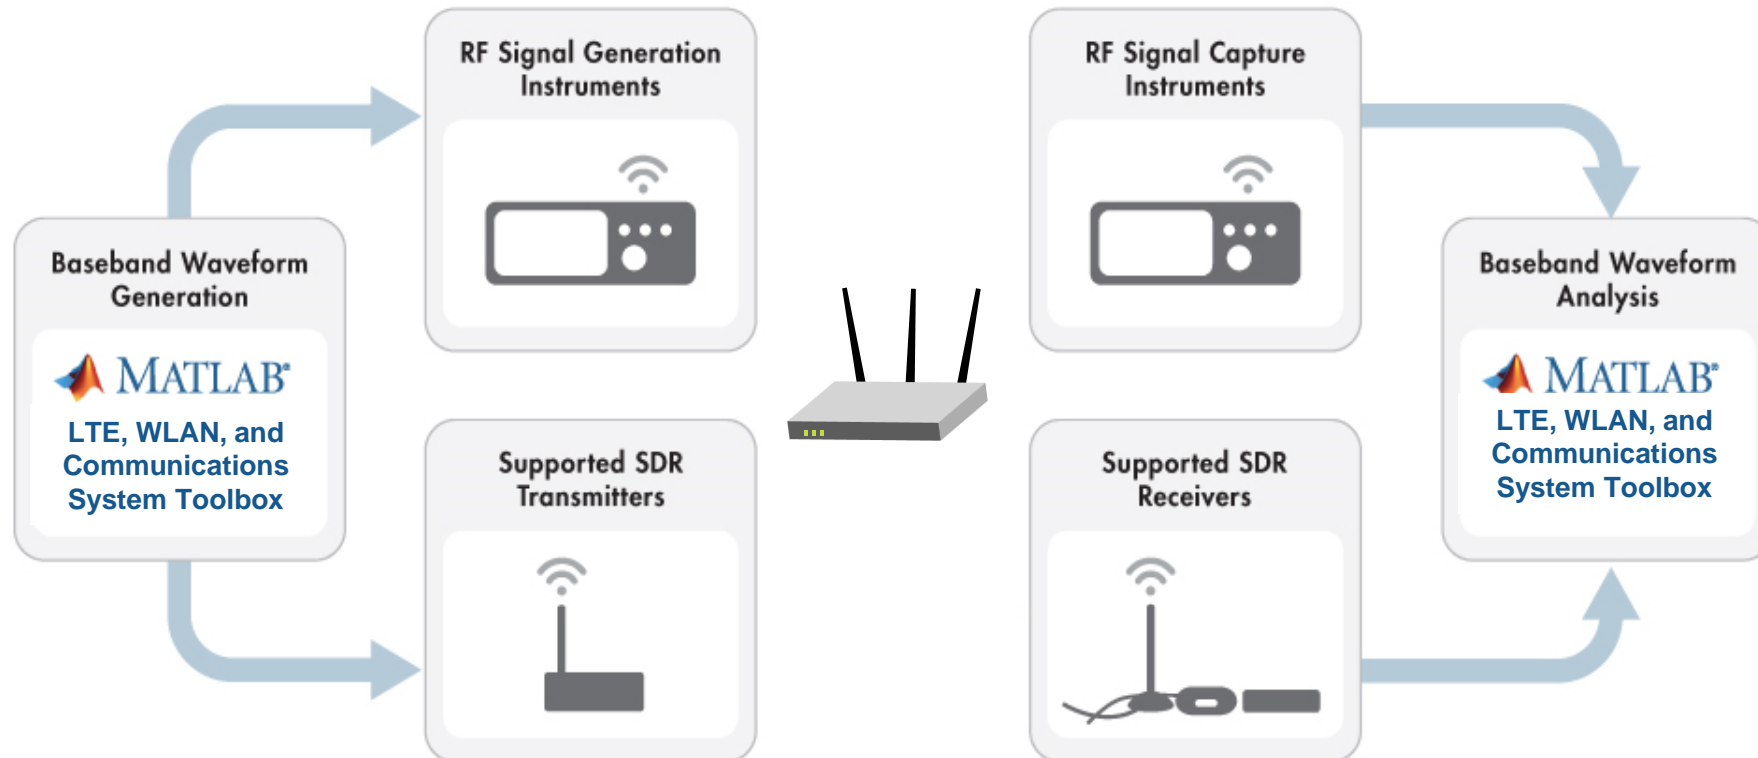 RF Signal Generation
Instruments
RF Signal Capture
Instruments
Baseband Waveform
Generation
MATLAB®
LTE, WLAN, and
Communications
System Toolbox
Baseband Waveform
Analysis
MATLAB®
LTE, WLAN, and
Communications
System Toolbox
Supported SDR
Transmitters
Supported SDR
Receivers